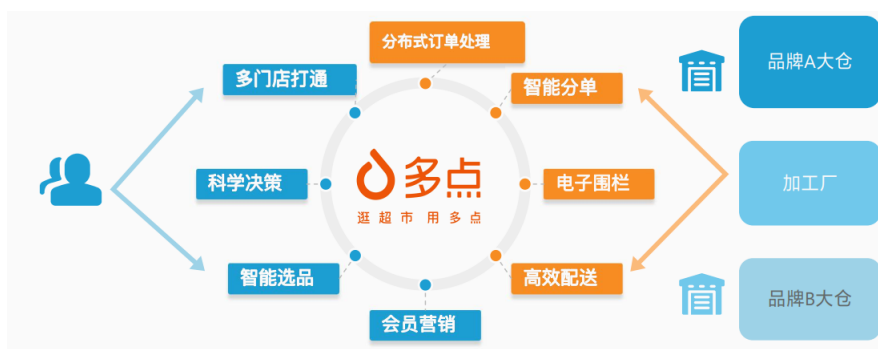 分布式订单处理
多门店打通
智能分单
品牌A大仓
科学决策
多点
逛超市 用多点
电子围栏
加工厂
智能选品
高效配送
品牌B大仓
会员营销